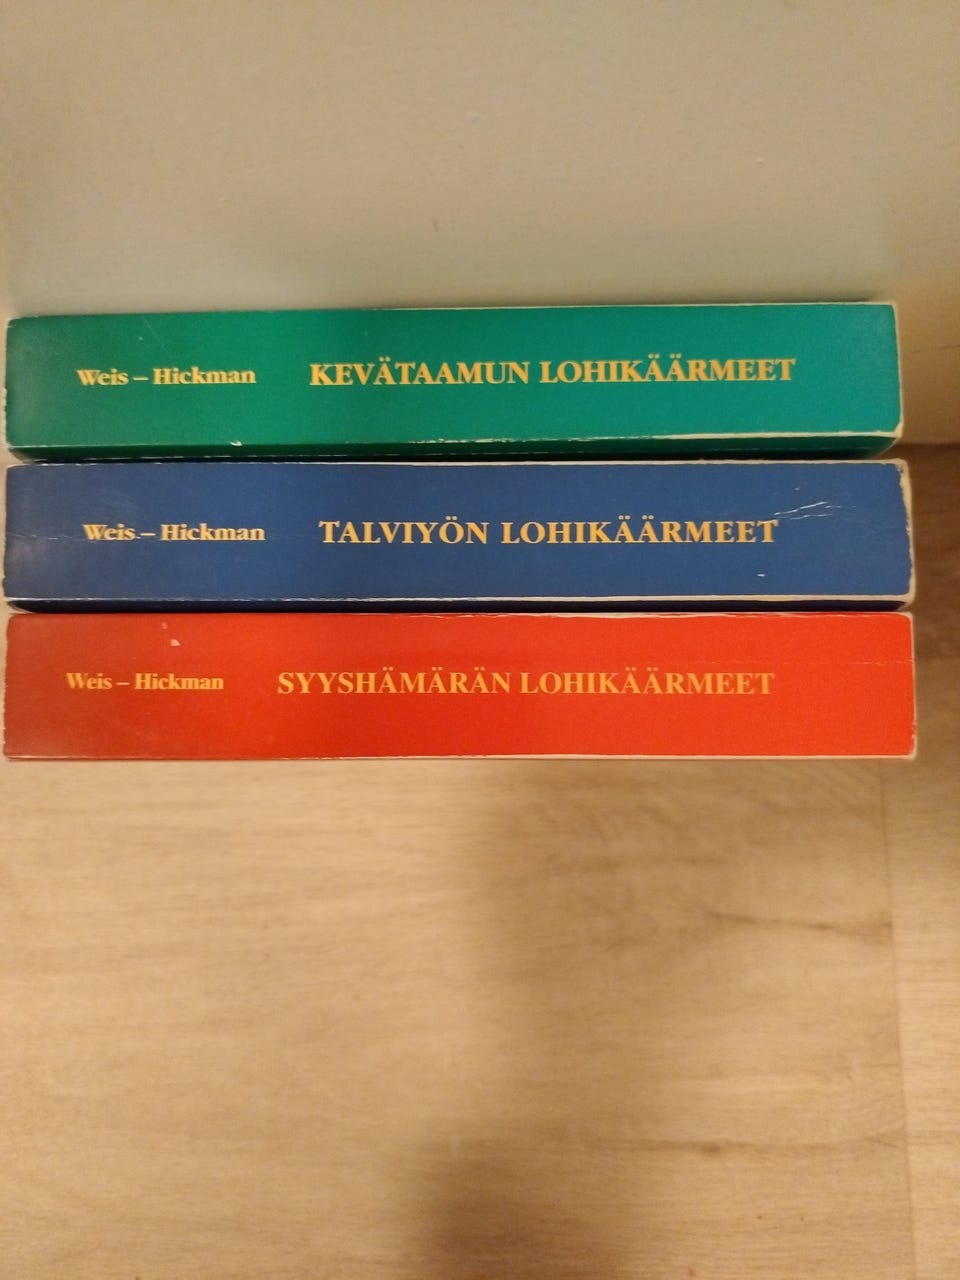 Weis – Hickman KEVÄTAAMUN LOHIKÄÄRMEET
Weis – Hickman TALVIYÖN LOHIKÄÄRMEET
Weis – Hickman SYYSHÄMÄRÄN LOHIKÄÄRMEET